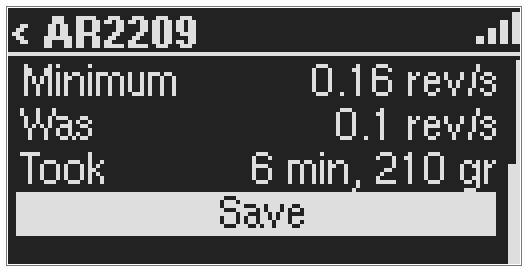 < AR2209
Minimum 0.16 rev/s
Was 0.1 rev/s
Took 6 min, 210 gr
Save